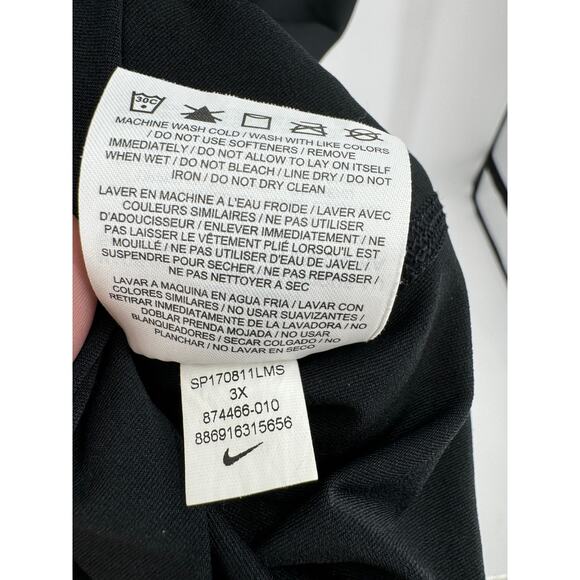 30C
MACHINE WASH COLD / WASH WITH LIKE COLORS
/ DO NOT USE SOFTENERS / REMOVE
IMMEDIATELY / DO NOT ALLOW TO LAY ON ITSELF
WHEN WET / DO NOT BLEACH / LINE DRY / DO NOT
IRON / DO NOT DRY CLEAN
LAVER EN MACHINE A L'EAU FROIDE / LAVER AVEC
COULEURS SIMILAIRES / NE PAS UTILISER
D'ADOUCISSEUR / ENLEVER IMMEDIATEMENT / NE
PAS LAISSER LE VÊTEMENT PLIÉ LORSQU'IL EST
MOUILLÉ / NE PAS UTILISER D'EAU DE JAVEL /
SUSPENDRE POUR SECHER / NE PAS REPASSER /
NE PAS NETTOYER A SEC
LAVAR A MAQUINA EN AGUA FRIA / LAVAR CON
COLORES SIMILARES / NO USAR SUAVIZANTES /
RETIRAR INMEDIATAMENTE DE LA LAVADORA / NO
DOBLAR PRENDA MOJADA / NO USAR
BLANQUEADORES / SECAR COLGADO / NO
PLANCHAR / NO LAVAR EN SECO
SP170811LMS
3X
874466-010
886916315656